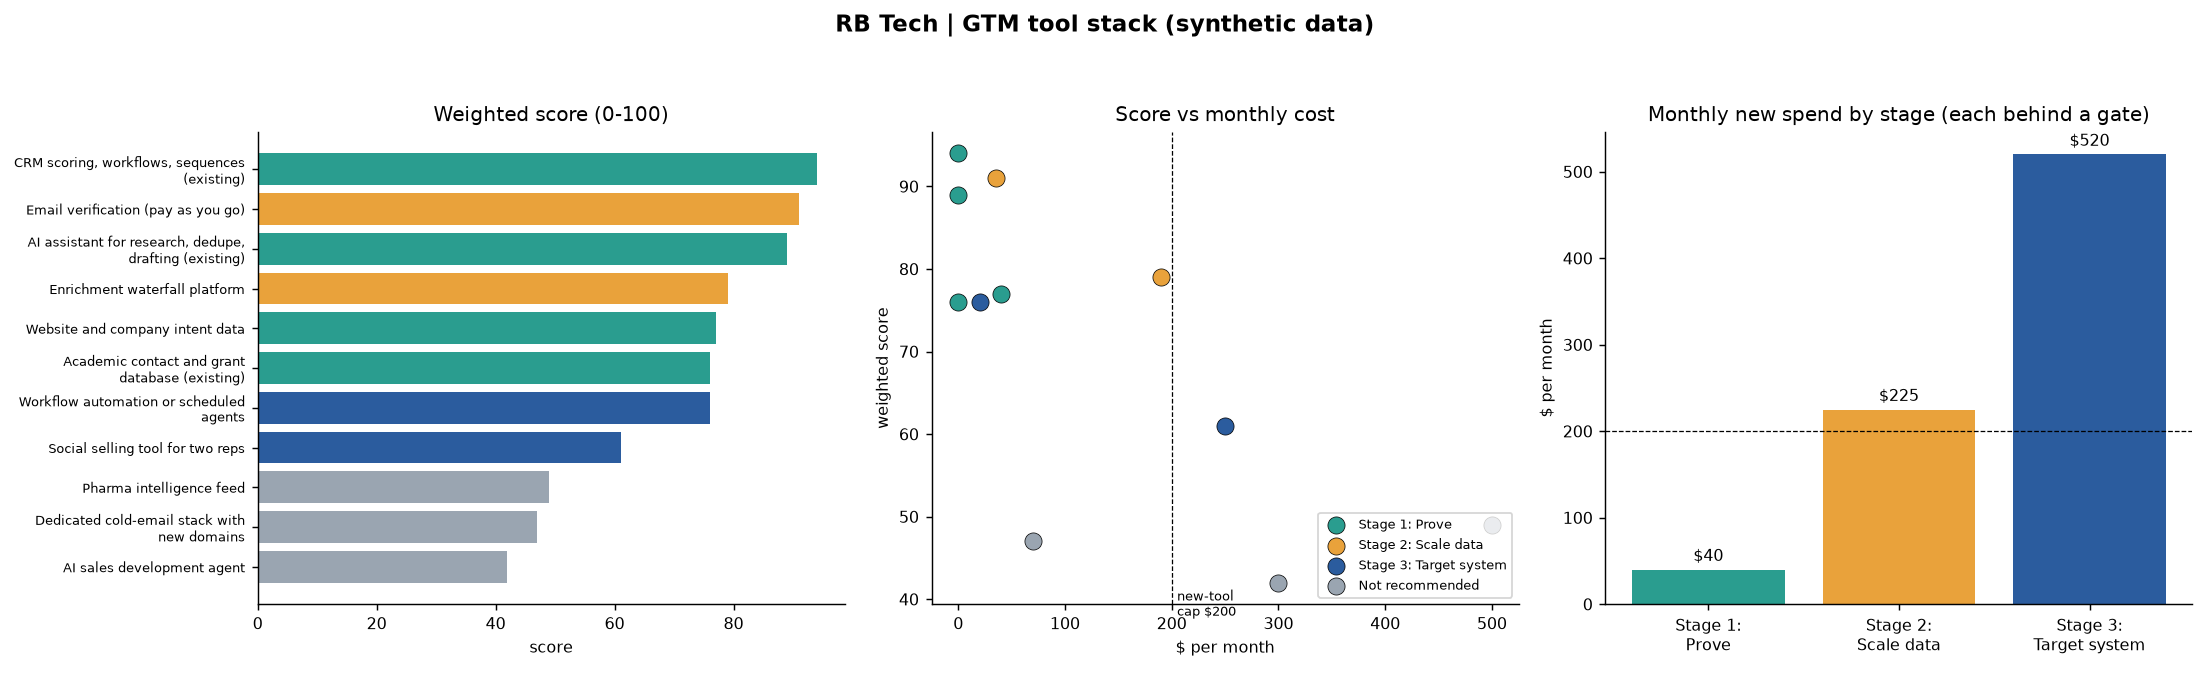 RB Tech | GTM tool stack (synthetic data)
Weighted score (0-100)
CRM scoring, workflows, sequences
(existing)
Email verification (pay as you go)
AI assistant for research, dedupe,
drafting (existing)
Enrichment waterfall platform
Website and company intent data
Academic contact and grant
database (existing)
Workflow automation or scheduled
agents
Social selling tool for two reps
Pharma intelligence feed
Dedicated cold-email stack with
new domains
AI sales development agent
0 20 40 60 80
score
Score vs monthly cost
weighted score
90
80
70
60
50
40
Stage 1: Prove
Stage 2: Scale data
Stage 3: Target system
Not recommended
new-tool
cap $200
0 100 200 300 400 500
$ per month
Monthly new spend by stage (each behind a gate)
$ per month
500
400
300
200
100
0
$40
$225
$520
Stage 1:
Prove
Stage 2:
Scale data
Stage 3:
Target system